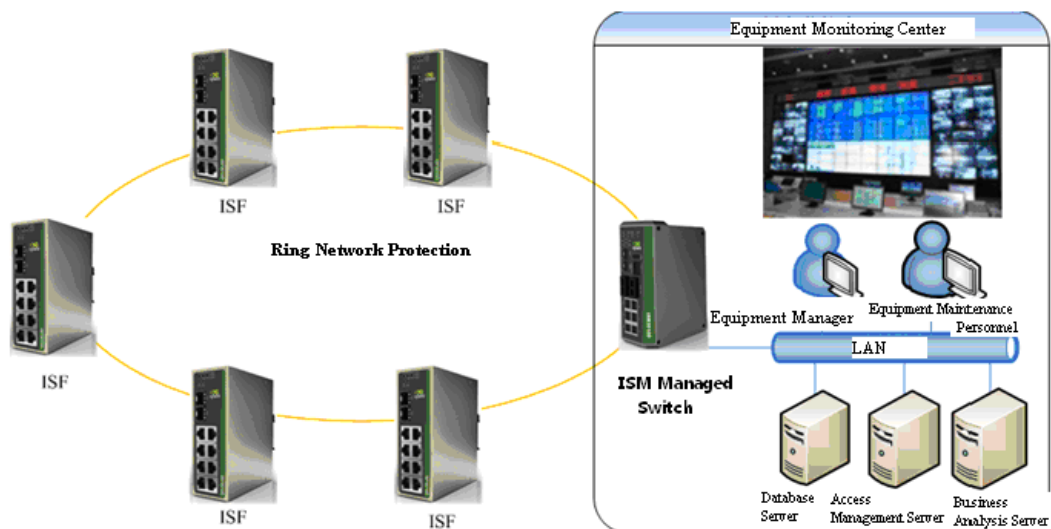 Equipment Monitoring Center
ISF
ISF
Ring Network Protection
ISF
Equipment Manager
Equipment Maintenance
Personnel
LAN
ISM Managed
Switch
ISF
ISF
Database
Server
Access
Management Server
Business
Analysis Server